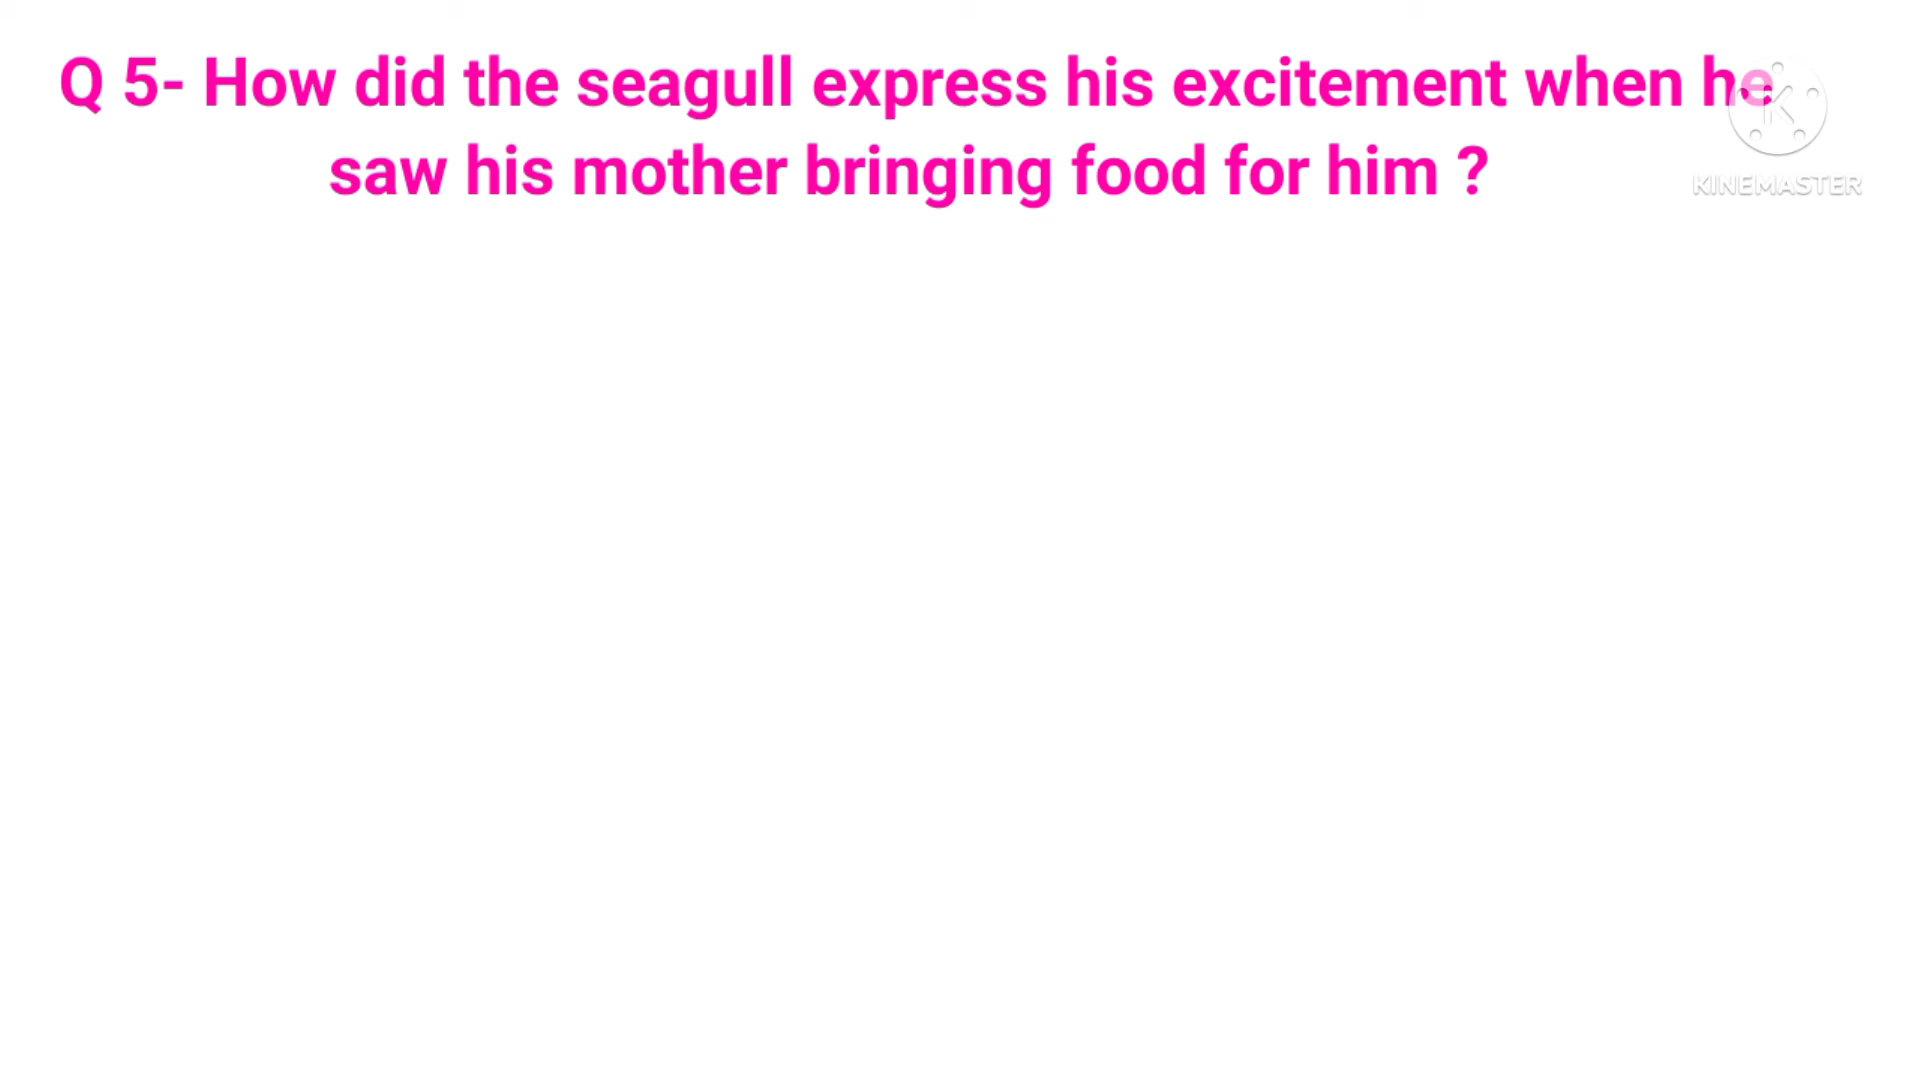 Q 5- How did the seagull express his excitement when he
saw his mother bringing food for him ?
KINEMASTER